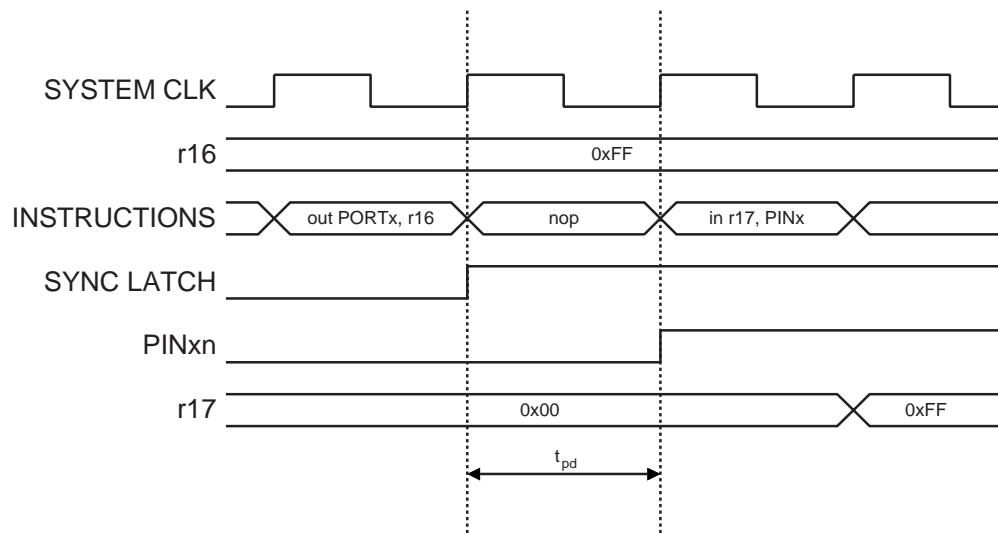 SYSTEM CLK
r16
0xFF
INSTRUCTIONS
out PORTx, r16
nop
in r17, PINx
SYNC LATCH
PINxn
r17
0x00
0xFF
tpd